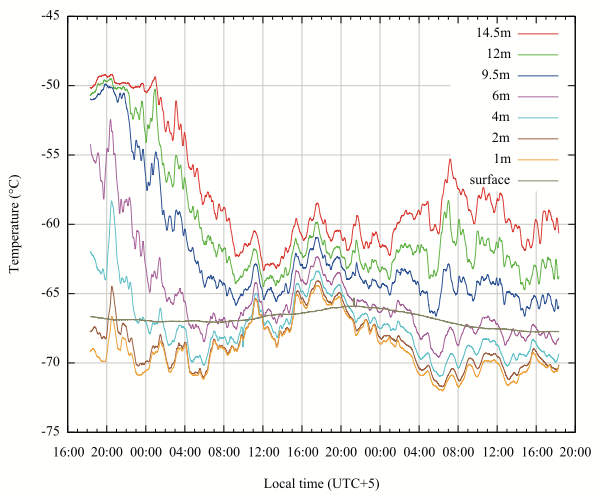 -45
-50
-55
-60
-65
-70
-75
Temperature (°C)
14.5m
12m
9.5m
6m
4m
2m
1m
surface
16:00 20:00 00:00 04:00 08:00 12:00 16:00 20:00 00:00 04:00 08:00 12:00 16:00 20:00
Local time (UTC+5)